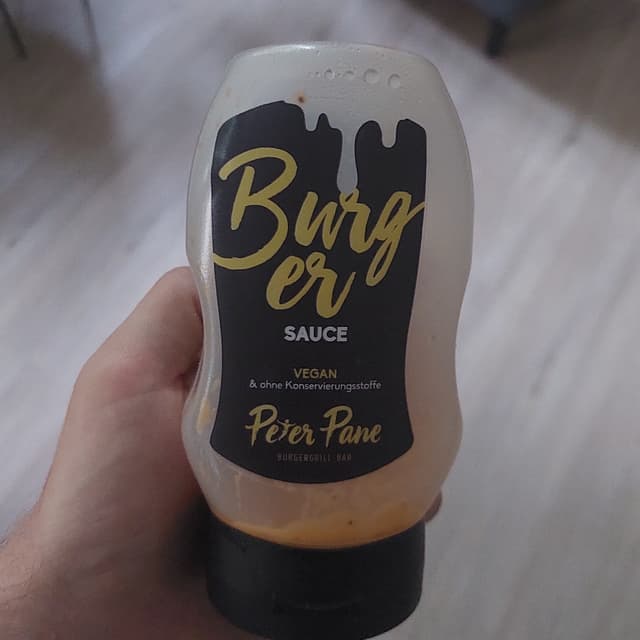 Burg
er
SAUCE
VEGAN
& ohne Konservierungsstoffe
Peter Pane
BURGERGRILL BAR